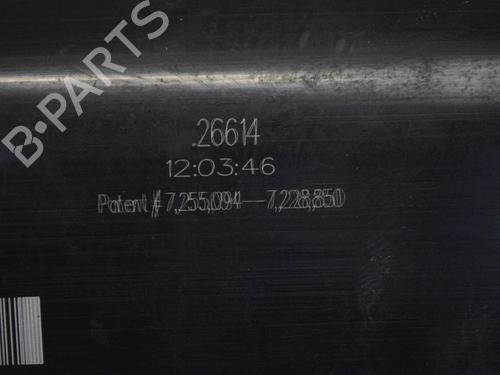 B-PARTS
26614
12:03:46
Patent # 7,255,094—7,228,850